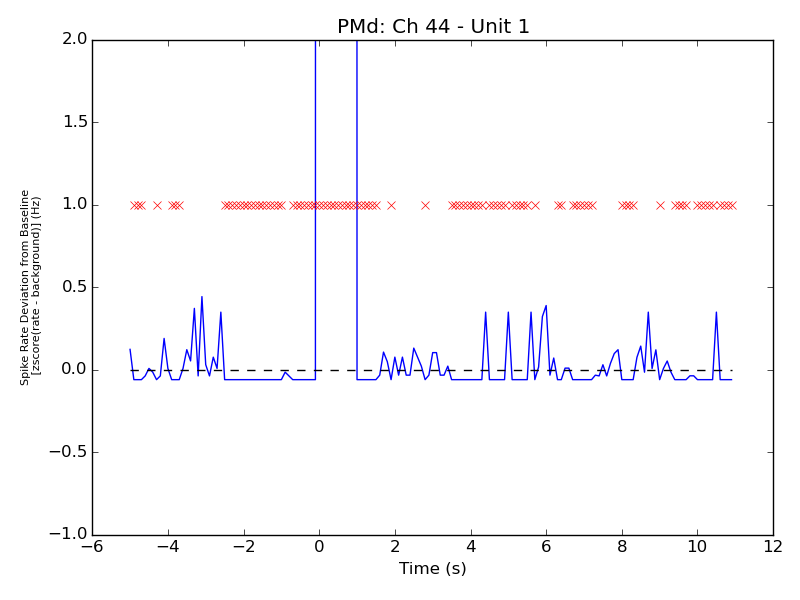 PMd: Ch 44 - Unit 1
2.0
1.5
1.0
0.5
0.0
−0.5
−1.0
Spike Rate Deviation from Baseline
[zscore(rate - background)] (Hz)
−6 −4 −2 0 2 4 6 8 10 12
Time (s)